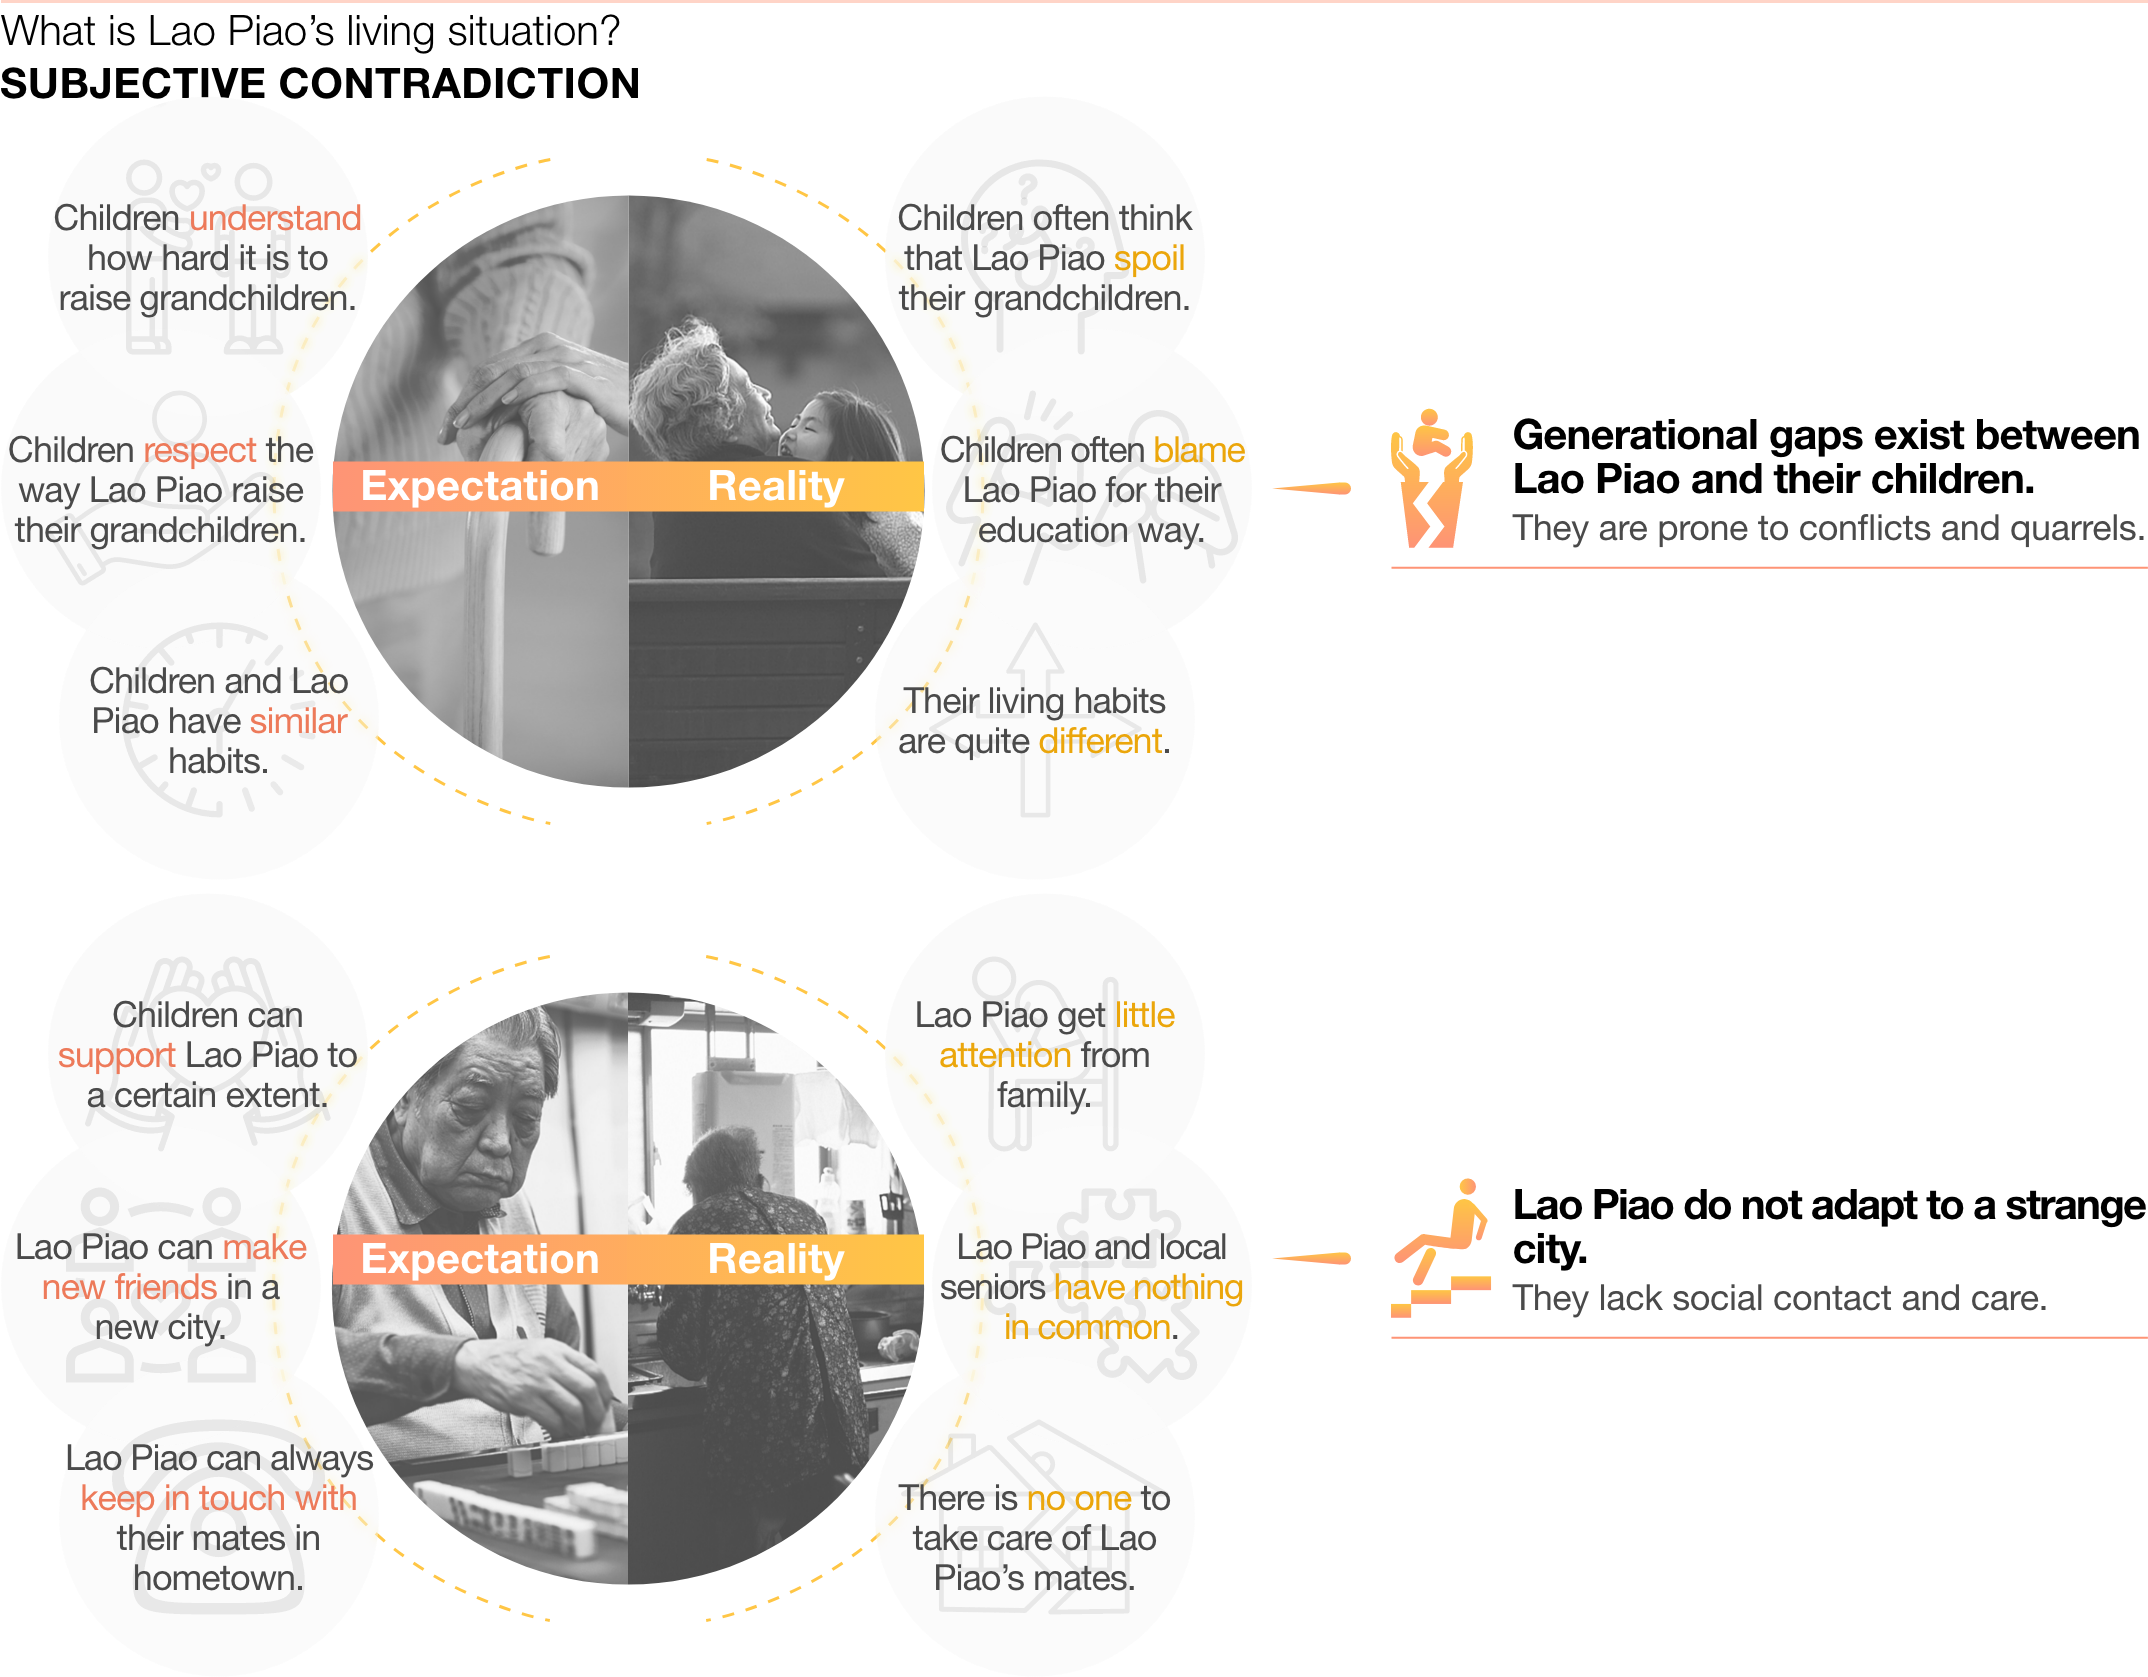 What is Lao Piao’s living situation?
SUBJECTIVE CONTRADICTION
Children understand
how hard it is to
raise grandchildren.
Children respect the
way Lao Piao raise
their grandchildren.
Children and Lao
Piao have similar
habits.
Expectation
Reality
Children often think
that Lao Piao spoil
their grandchildren.
Children often blame
Lao Piao for their
education way.
Their living habits
are quite different.
Generational gaps exist between
Lao Piao and their children.
They are prone to conflicts and quarrels.
Children can
support Lao Piao to
a certain extent.
Lao Piao can make
new friends in a
new city.
Lao Piao can always
keep in touch with
their mates in
hometown.
Expectation
Reality
Lao Piao get little
attention from
family.
Lao Piao and local
seniors have nothing
in common.
There is no one to
take care of Lao
Piao’s mates.
Lao Piao do not adapt to a strange
city.
They lack social contact and care.